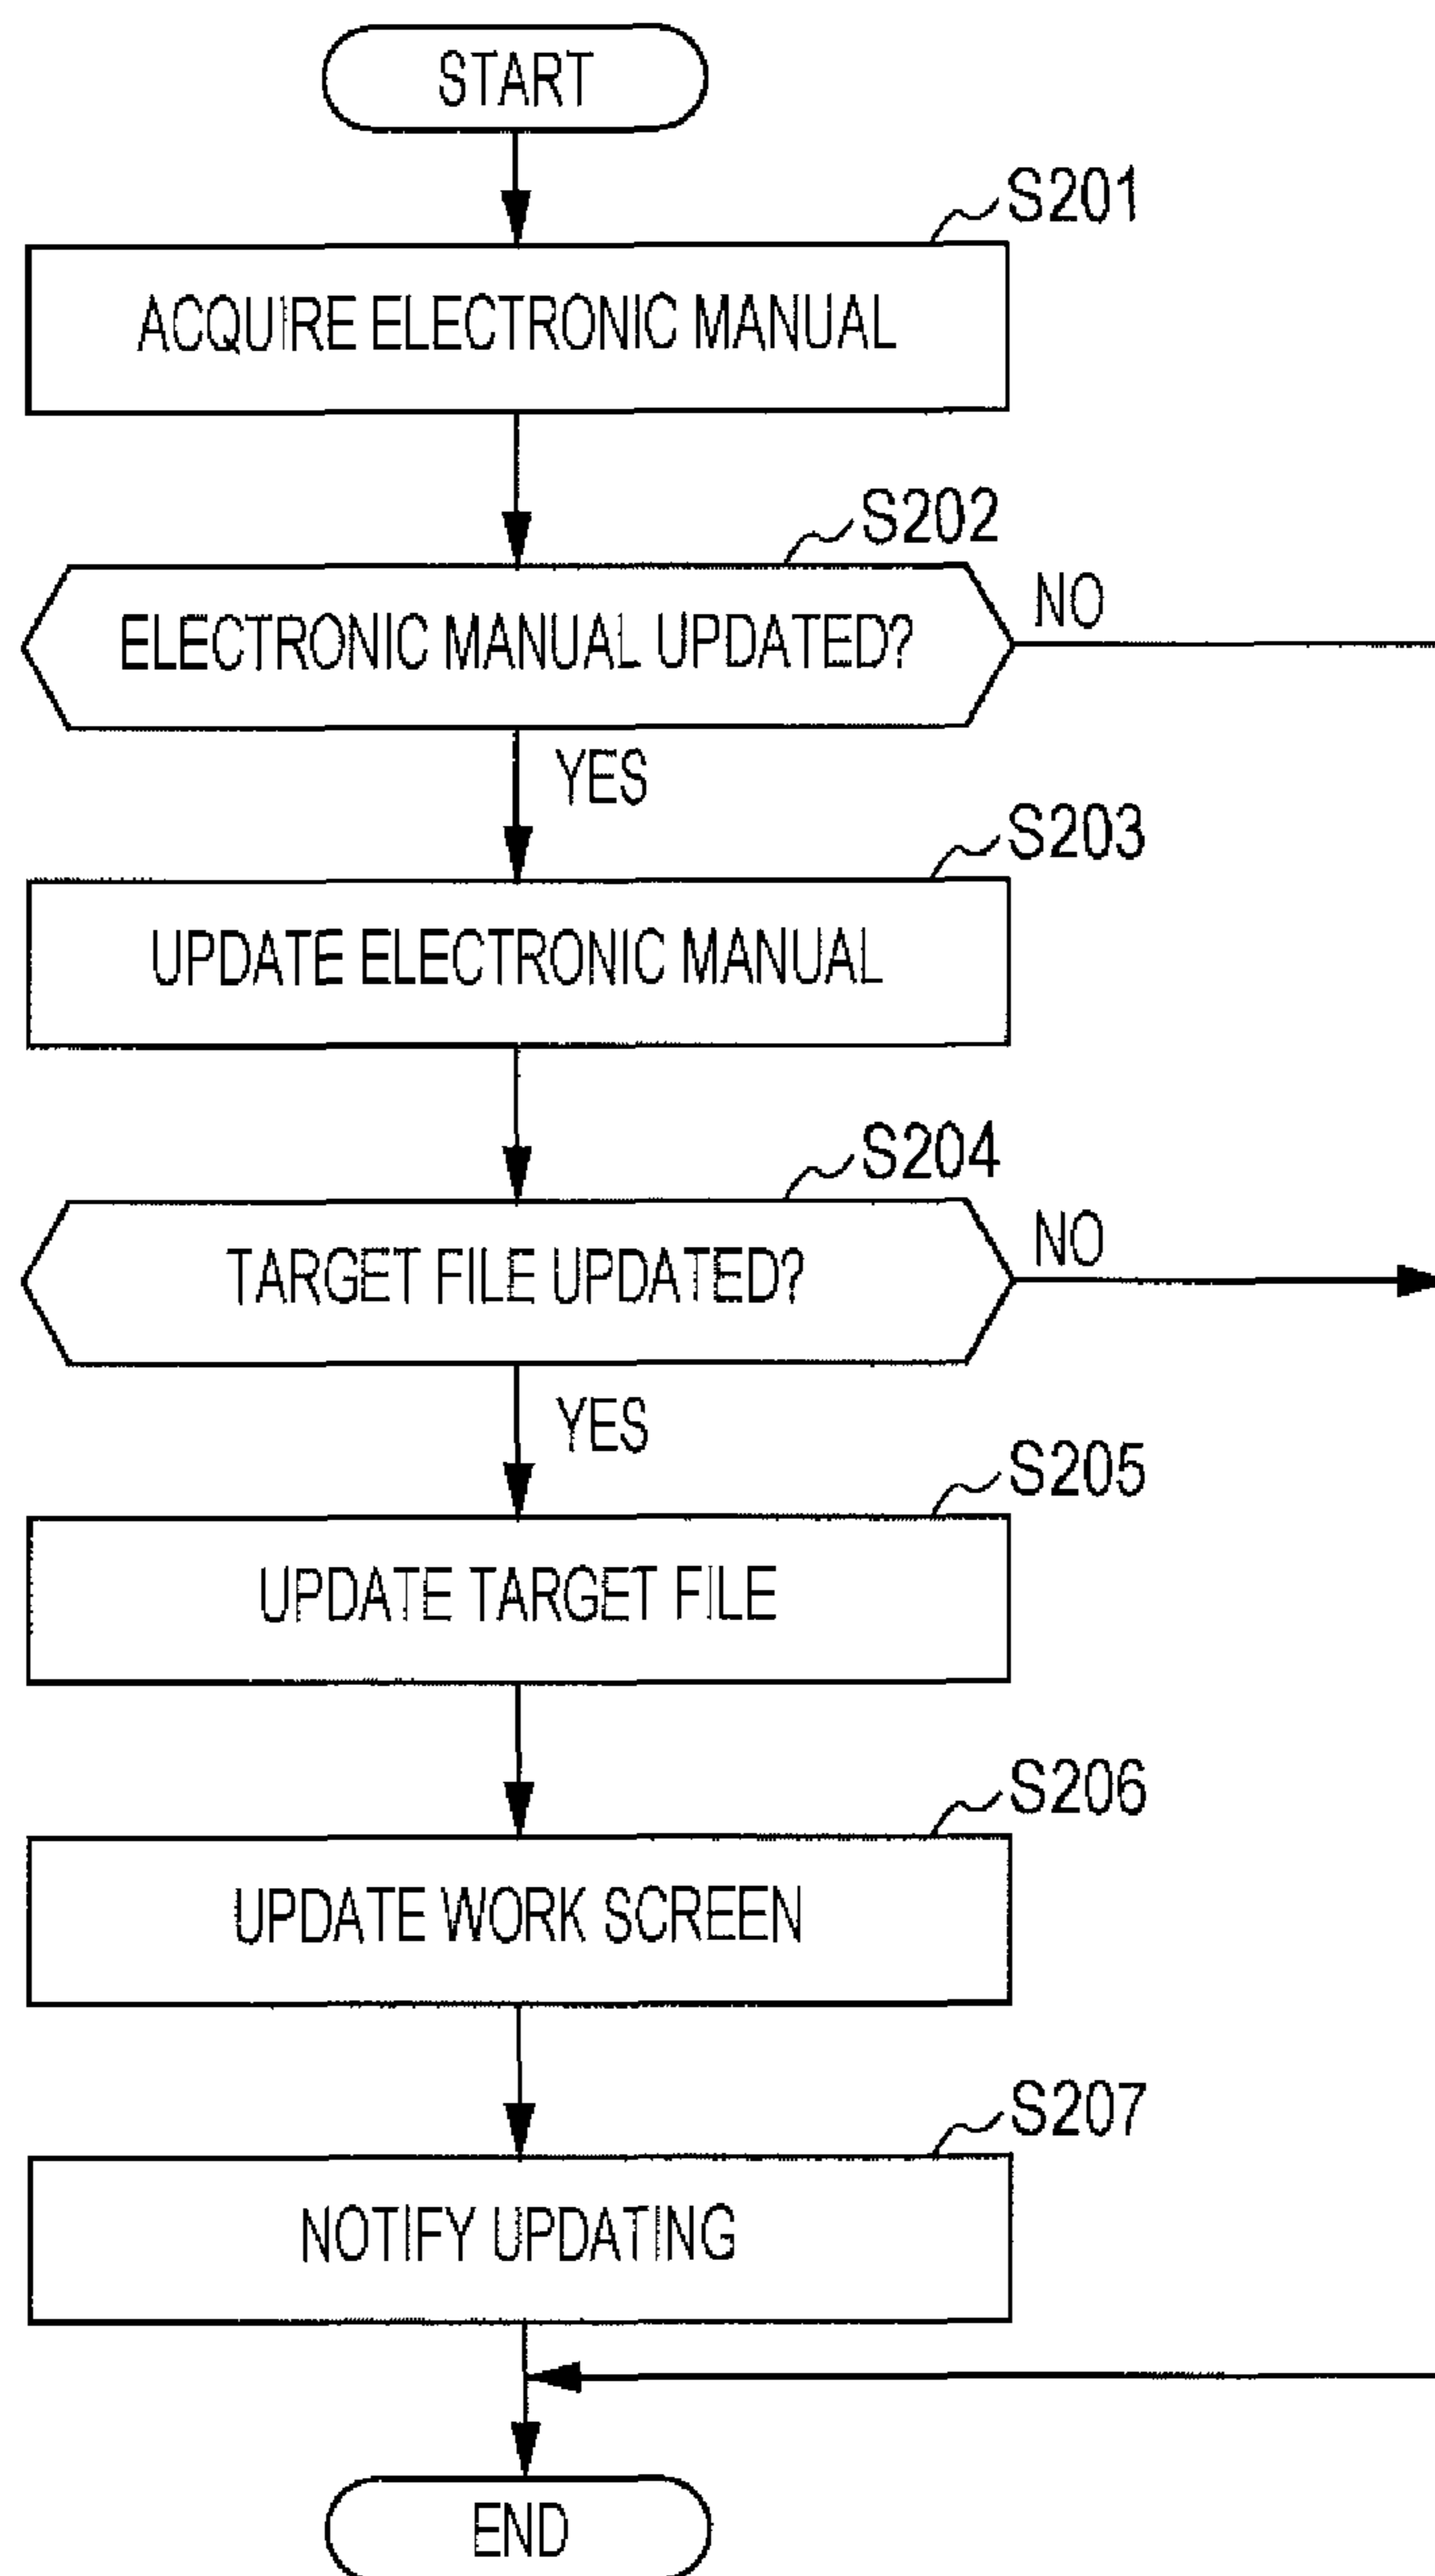 START
S201
ACQUIRE ELECTRONIC MANUAL
S202
ELECTRONIC MANUAL UPDATED?
NO
YES
S203
UPDATE ELECTRONIC MANUAL
S204
TARGET FILE UPDATED?
NO
YES
S205
UPDATE TARGET FILE
S206
UPDATE WORK SCREEN
S207
NOTIFY UPDATING
END